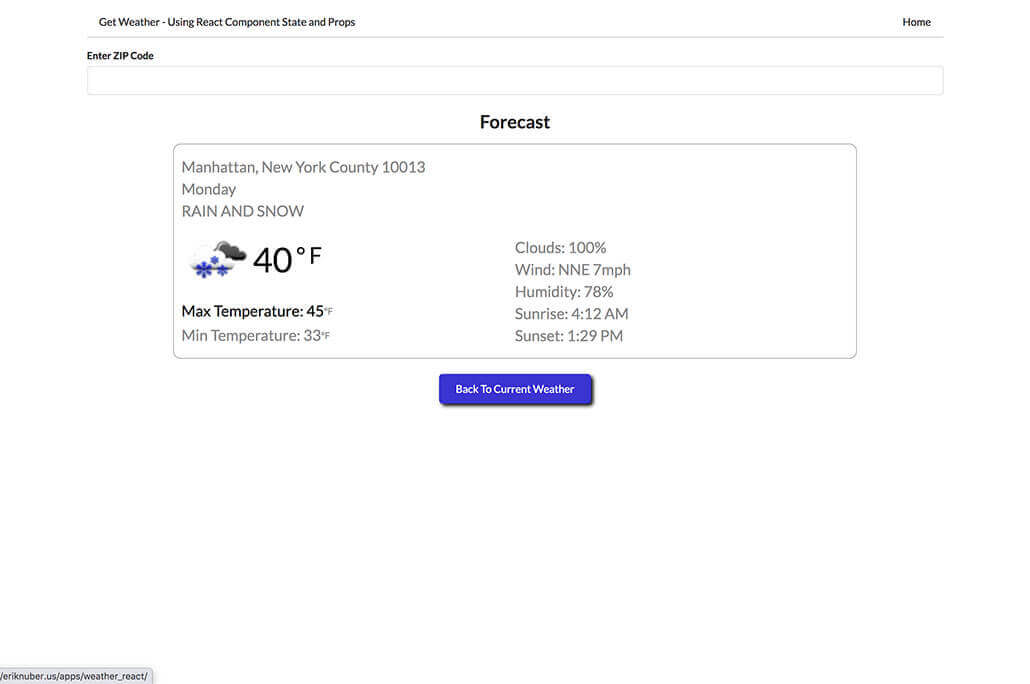 Get Weather - Using React Component State and Props
Home
Enter ZIP Code
Forecast
Manhattan, New York County 10013
Monday
RAIN AND SNOW
40°F
Max Temperature: 45°F
Min Temperature: 33°F
Clouds: 100%
Wind: NNE 7mph
Humidity: 78%
Sunrise: 4:12 AM
Sunset: 1:29 PM
Back To Current Weather
/eriknuber.us/apps/weather_react/